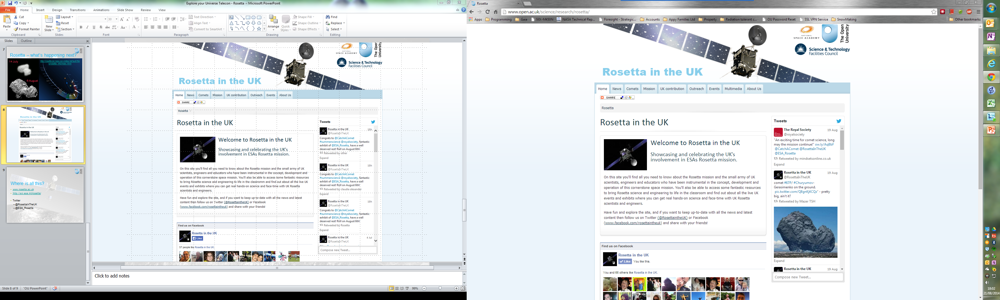 Explore your Universe Telecon - Rosetta - Microsoft PowerPoint
File Home Insert Design Transitions Animations Slide Show Review View
Paste
Cut
Copy
Format Painter
Clipboard
New Slide
Layout
Reset
Section
Slides
30
Font
Paragraph
Text Direction
Align Text
Convert to SmartArt
Arrange
Quick Styles
Shape Fill
Shape Outline
Shape Effects
Drawing
Find
Replace
Select
Editing
Slides Outline
7
Rosetta – what's happening next?
14 July
6 August
8
9
Where is all this?
www.rosetta.ac.uk
http://sci.esa.int/rosetta/
Twitter
– @RosettaInTheUK
– @ESA_Rosetta
NATIONAL
SPACE ACADEMY
The Open
University
Science & Technology
Facilities Council
Rosetta in the UK
Home News Comets Mission UK contribution Outreach Events About Us
SHARE
Rosetta
Rosetta in the UK
Welcome to Rosetta in the UK
Showcasing and celebrating the UK's
involvement in ESAs Rosetta mission.
On this site you'll find all you need to know about the Rosetta mission and the small army of UK
scientists, engineers and educators who have been instrumental in the concept, development and
operation of this cornerstone space mission. You'll also be able to access some fantastic resources
to bring Rosetta science and engineering to life in the classroom and find out about all the live UK
events and exhibits where you can get real hands-on science and face-time with UK Rosetta
scientists and engineers.
Have fun and explore the site, and if you want to keep up-to-date with all the news and latest
content then follow us on Twitter (@RosettaintheUK) or Facebook
(www.facebook.com/rosettaintheuk) and share with your friends!
Find us on Facebook
Rosetta in the UK
Like
57 people like Rosetta in the UK.
Tweets
Rosetta in the UK 18h
@RosettaInTheUK
Congrats to @CatchAComet
#summerscience @royalsociety, fantastic
exhibit of @ESA_Rosetta, have a well
deserved rest! Roll on August 6th!
Retweeted by other
Expand
Rosetta in the UK 18h
@RosettaInTheUK
Congrats to @CatchAComet
#summerscience @royalsociety, fantastic
exhibit of @ESA_Rosetta, have a well
deserved rest! Roll on August 6th!
Retweeted by claudia alexander
Expand
Rosetta in the UK 18h
@RosettaInTheUK
Congrats to @CatchAComet
#summerscience @royalsociety, fantastic
exhibit of @ESA_Rosetta, have a well
deserved rest! Roll on August 6th!
Retweeted by Rosetta
Expand
Rosetta in the UK 4 Jul
@RosettaInTheUK
Compose new Tweet...
Click to add notes
Slide 8 of 9 "OU PowerPoint" 99%
Rosetta
www.open.ac.uk/science/research/rosetta/
Apps Programming Gaia MX-M450N NASA Technical Rep... Foresight - Strategic... Accounts Appy Families Ltd Property Radiation tolerant c... OU Password Reset SSL VPN Service SnowMaking Other bookmarks
NATIONAL
SPACE ACADEMY
The Open
University
Science & Technology
Facilities Council
Rosetta in the UK
Home News Comets Mission UK contribution Outreach Events Multimedia About Us
SHARE
Rosetta
Rosetta in the UK
Welcome to Rosetta in the UK
Showcasing and celebrating the UK's
involvement in ESAs Rosetta mission.
On this site you'll find all you need to know about the Rosetta mission and the small army of UK
scientists, engineers and educators who have been instrumental in the concept, development and
operation of this cornerstone space mission. You'll also be able to access some fantastic resources
to bring Rosetta science and engineering to life in the classroom and find out about all the live UK
events and exhibits where you can get real hands-on science and face-time with UK Rosetta
scientists and engineers.
Have fun and explore the site, and if you want to keep up-to-date with all the news and latest
content then follow us on Twitter (@RosettaintheUK) or Facebook
(www.facebook.com/rosettaintheuk) and share with your friends!
Find us on Facebook
Rosetta in the UK
Like You like this.
You and 66 others like Rosetta in the UK.
Tweets
The Royal Society 19 Aug
@royalsociety
"An exciting time for comet science, long
may the mission continue!" ow.ly/AqBbF
@CatchAComet @RosettaInTheUK
@ESA_Rosetta
Retweeted by mindsetsonline.co.uk
Expand
Rosetta in the UK 19 Aug
@RosettaInTheUK
comet #67P/ #Churyumov-
Gerasimenko on the ground.
pic.twitter.com/Q8gnKj4CQz" - pretty
big, ain't it?
Retweeted by Mazer TSH
Expand
Rosetta in the UK 19 Aug
Compose new Tweet...
18:02
21/08/2014